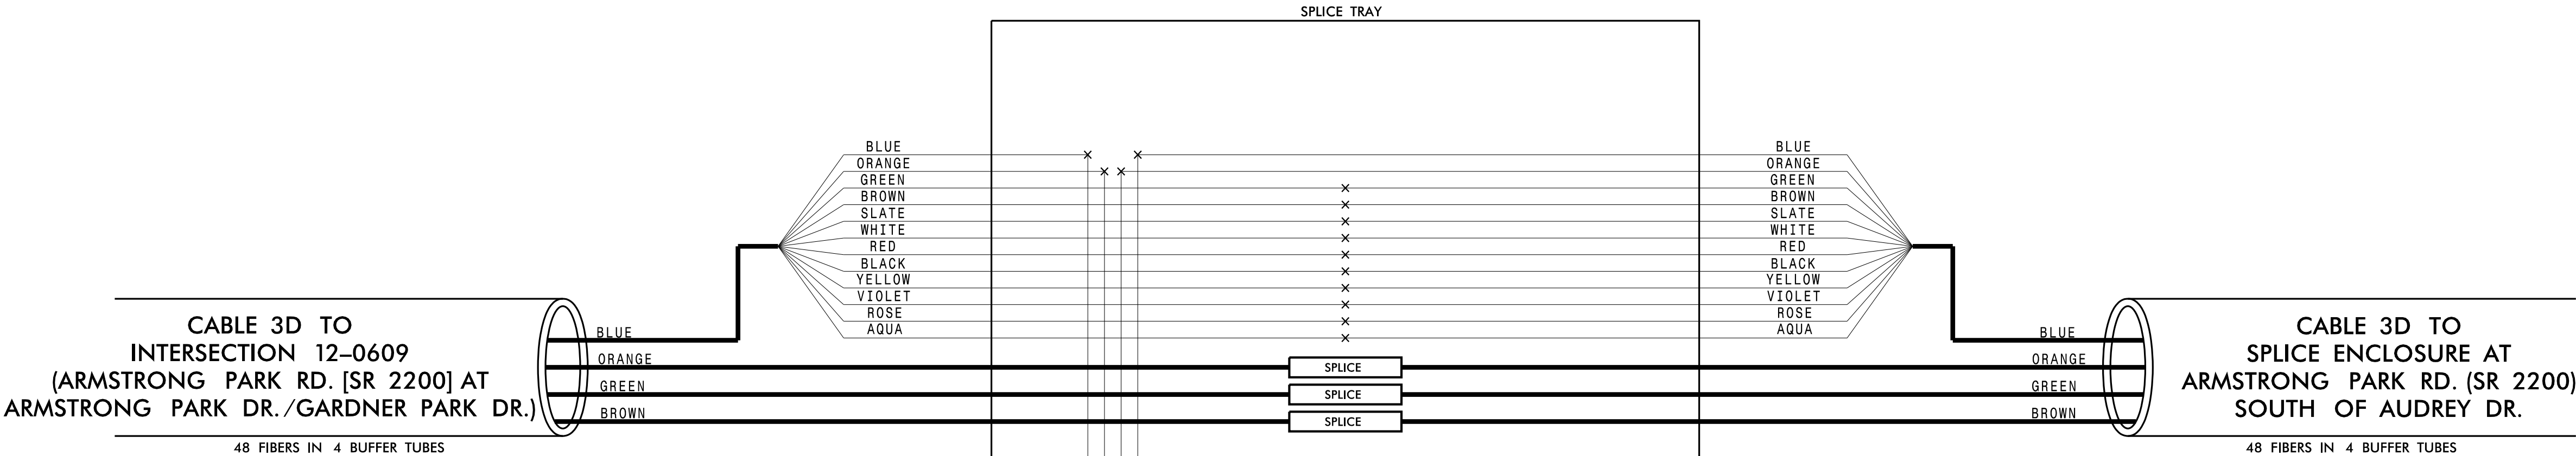 SPLICE TRAY
BLUE
ORANGE
GREEN
BROWN
SLATE
WHITE
RED
BLACK
YELLOW
VIOLET
ROSE
AQUA
BLUE
ORANGE
GREEN
BROWN
SLATE
WHITE
RED
BLACK
YELLOW
VIOLET
ROSE
AQUA
CABLE 3D TO
INTERSECTION 12–0609
(ARMSTRONG PARK RD. [SR 2200] AT
ARMSTRONG PARK DR./GARDNER PARK DR.)
48 FIBERS IN 4 BUFFER TUBES
BLUE
ORANGE
GREEN
BROWN
SPLICE
SPLICE
SPLICE
BLUE
ORANGE
GREEN
BROWN
CABLE 3D TO
SPLICE ENCLOSURE AT
ARMSTRONG PARK RD. (SR 2200)
SOUTH OF AUDREY DR.
48 FIBERS IN 4 BUFFER TUBES